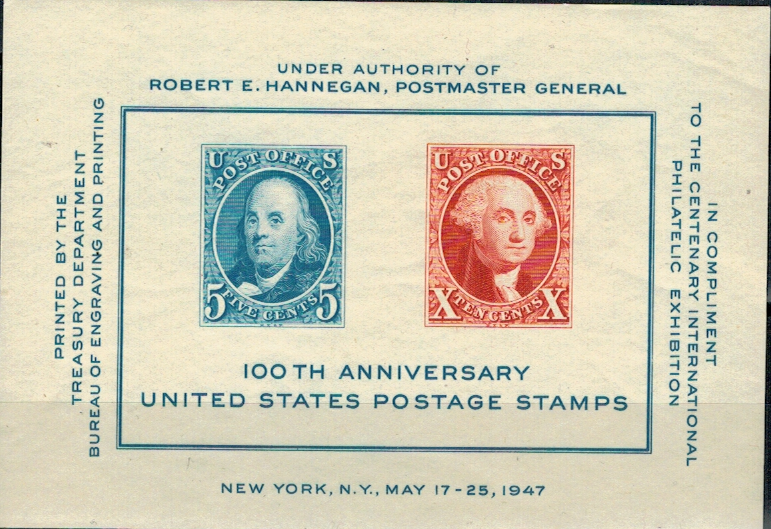 UNDER AUTHORITY OF
ROBERT E. HANNEGAN, POSTMASTER GENERAL
PRINTED BY THE
TREASURY DEPARTMENT
BUREAU OF ENGRAVING AND PRINTING
U S
POST OFFICE
5 FIVE CENTS 5
U S
POST OFFICE
X TEN CENTS X
100TH ANNIVERSARY
UNITED STATES POSTAGE STAMPS
IN COMPLIMENT
TO THE CENTENARY INTERNATIONAL
PHILATELIC EXHIBITION
NEW YORK, N.Y., MAY 17-25, 1947